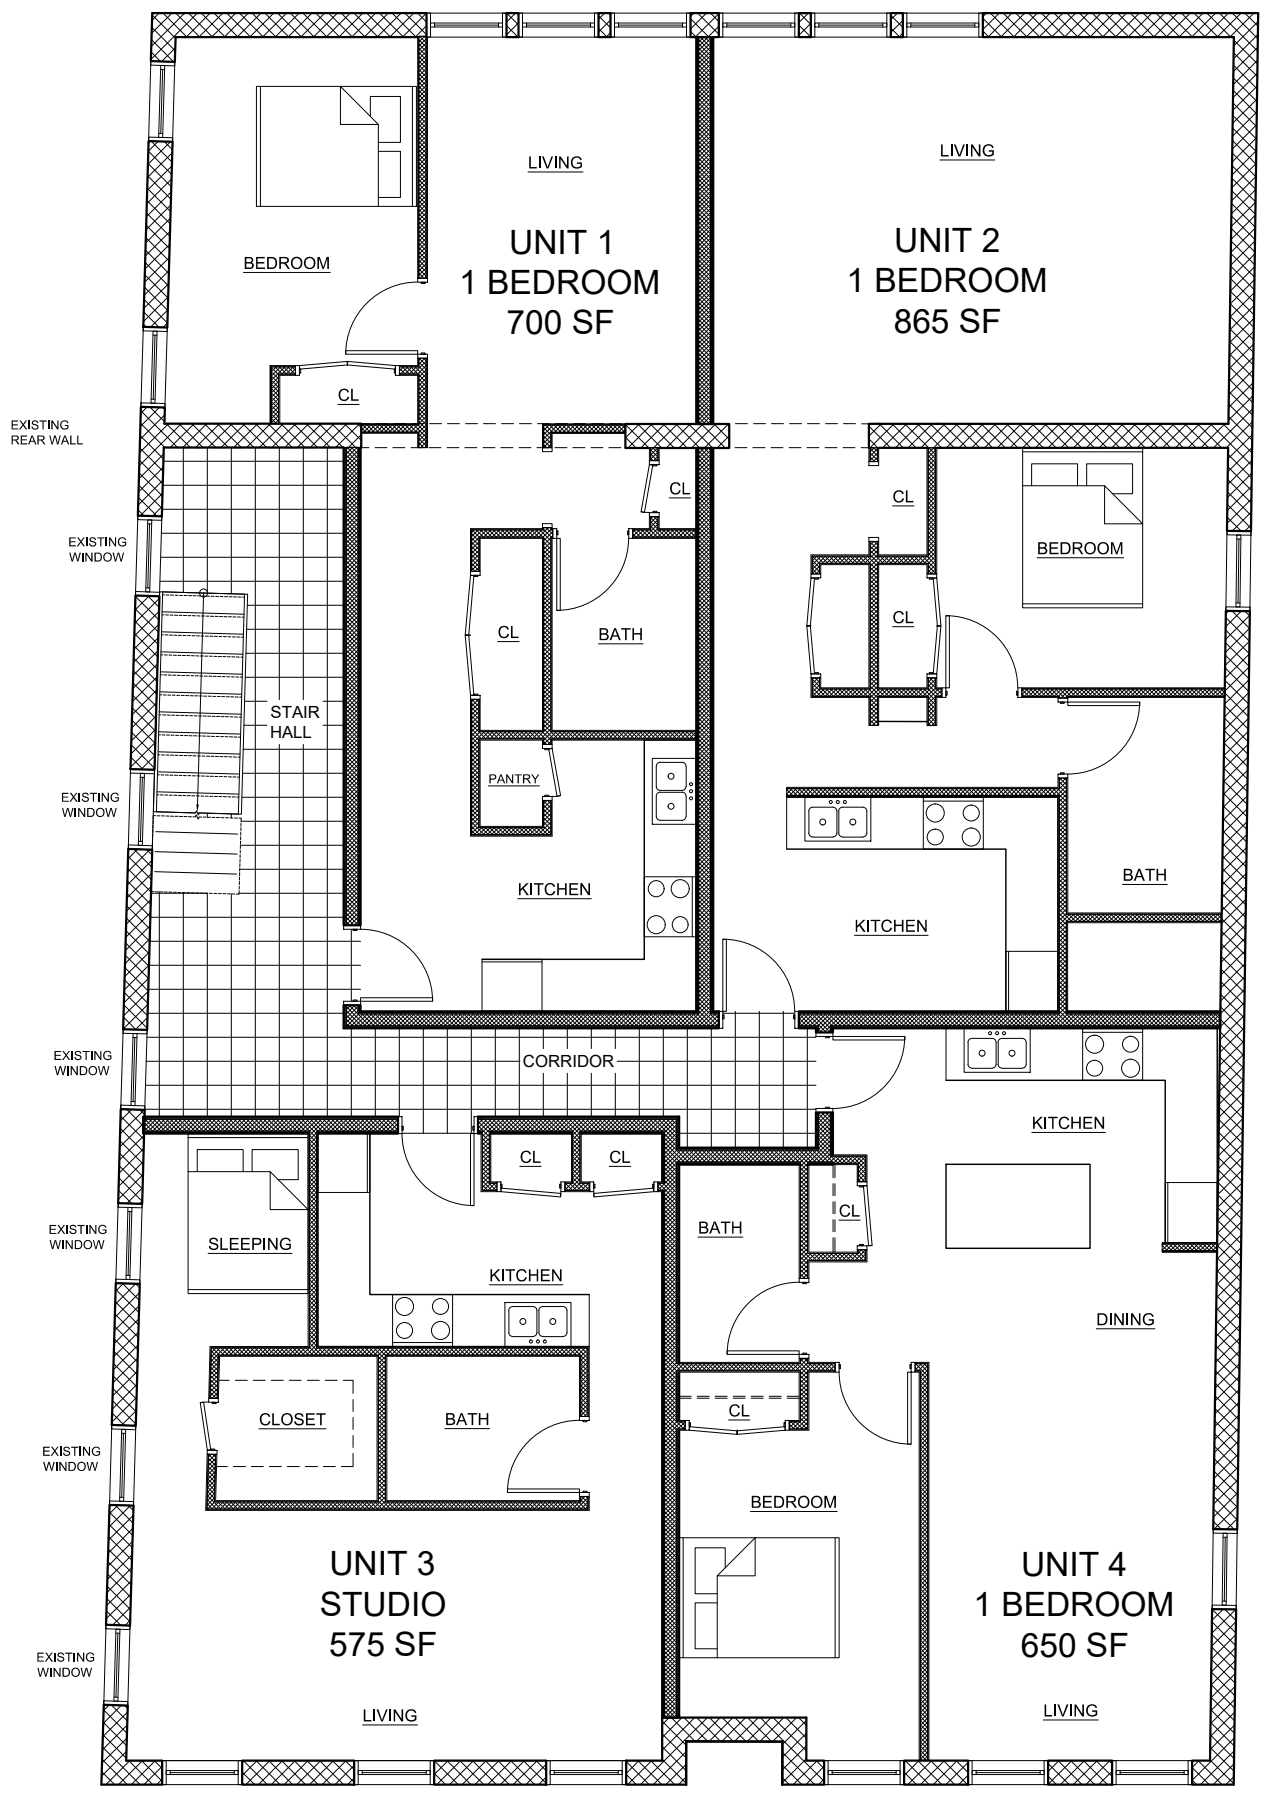 LIVING
LIVING
UNIT 1
1 BEDROOM
700 SF
UNIT 2
1 BEDROOM
865 SF
BEDROOM
CL
EXISTING
REAR WALL
CL
CL
EXISTING
WINDOW
BEDROOM
CL
BATH
CL
STAIR
HALL
PANTRY
EXISTING
WINDOW
KITCHEN
BATH
KITCHEN
EXISTING
WINDOW
CORRIDOR
KITCHEN
CL
CL
CL
BATH
EXISTING
WINDOW
SLEEPING
KITCHEN
DINING
CLOSET
BATH
CL
EXISTING
WINDOW
BEDROOM
UNIT 3
STUDIO
575 SF
UNIT 4
1 BEDROOM
650 SF
EXISTING
WINDOW
LIVING
LIVING